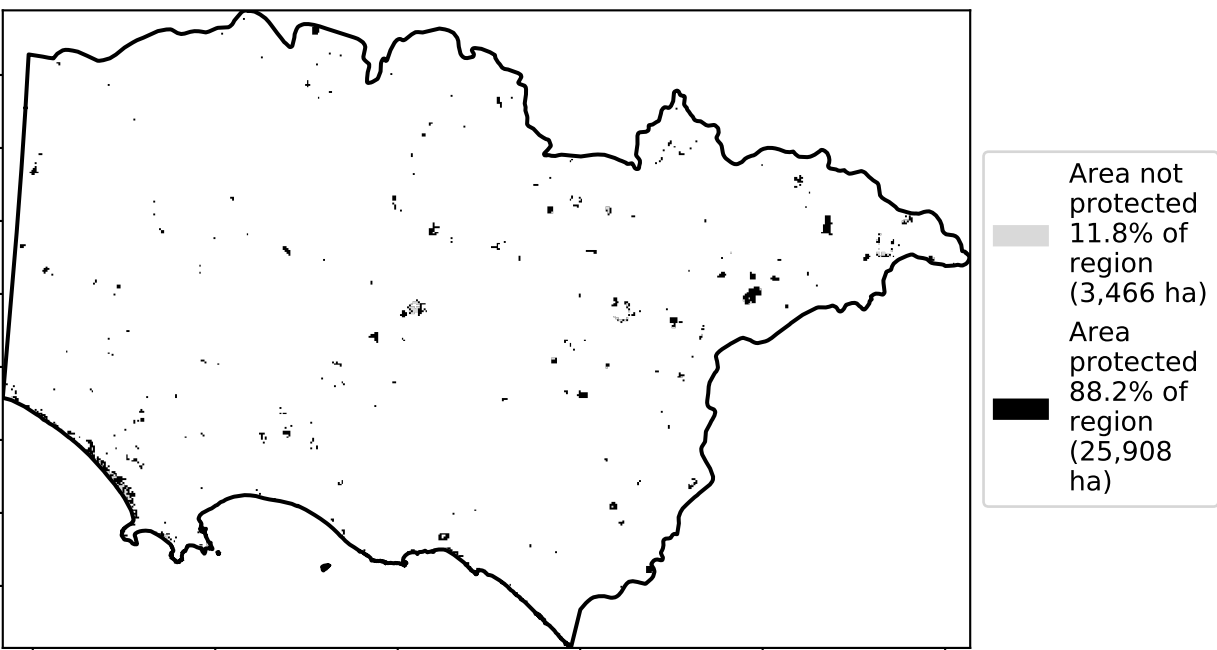 Area not
protected
11.8% of
region
(3,466 ha)
Area
protected
88.2% of
region
(25,908
ha)